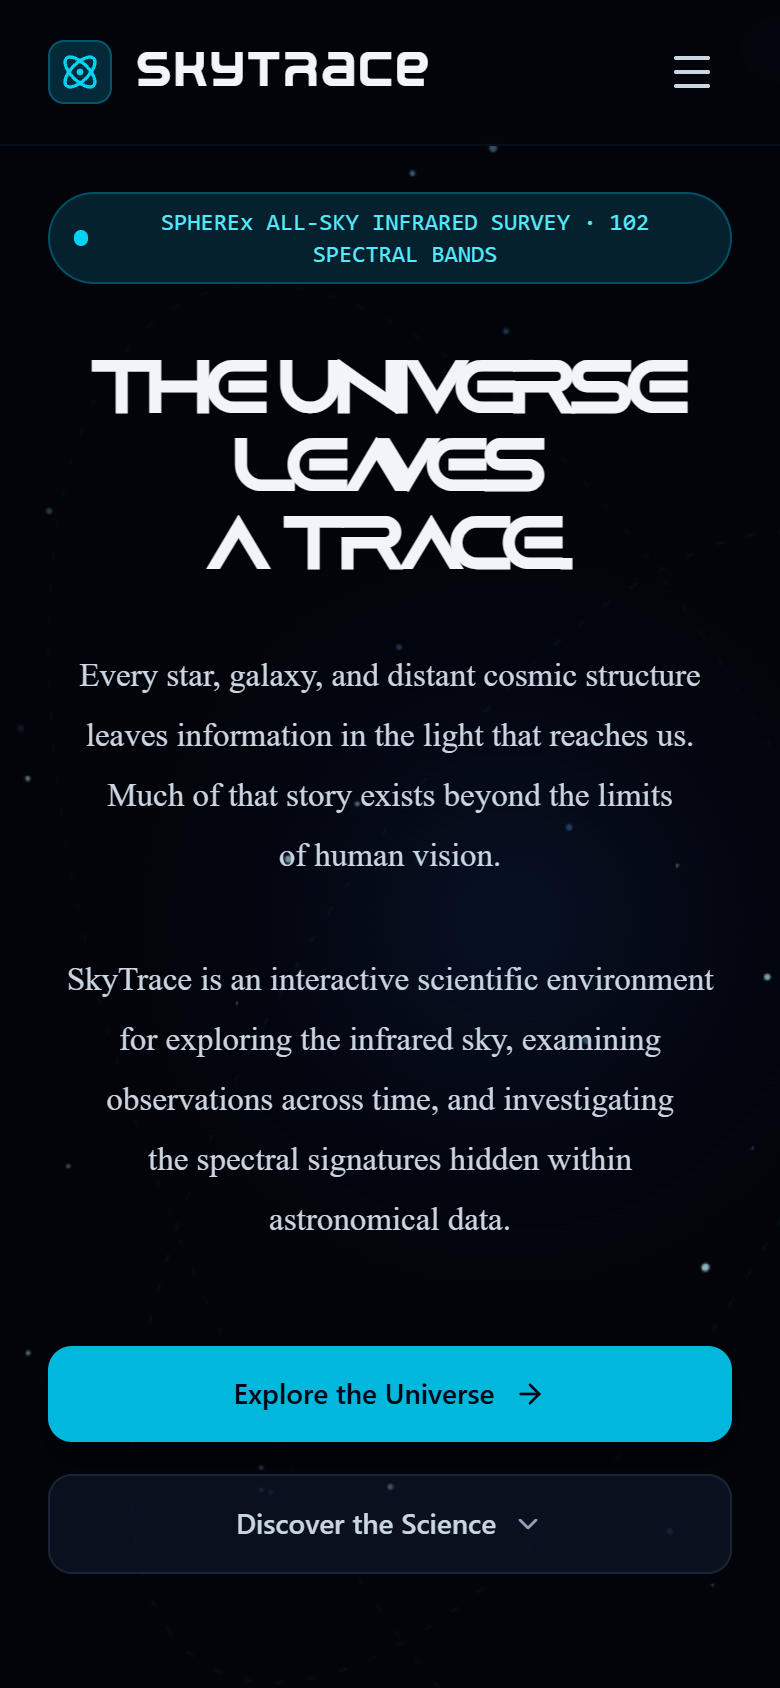 SKYTRACE
SPHEREx ALL-SKY INFRARED SURVEY · 102
SPECTRAL BANDS
THE UNIVERSE
LEAVES
A TRACE
Every star, galaxy, and distant cosmic structure
leaves information in the light that reaches us.
Much of that story exists beyond the limits
of human vision.
SkyTrace is an interactive scientific environment
for exploring the infrared sky, examining
observations across time, and investigating
the spectral signatures hidden within
astronomical data.
Explore the Universe
Discover the Science